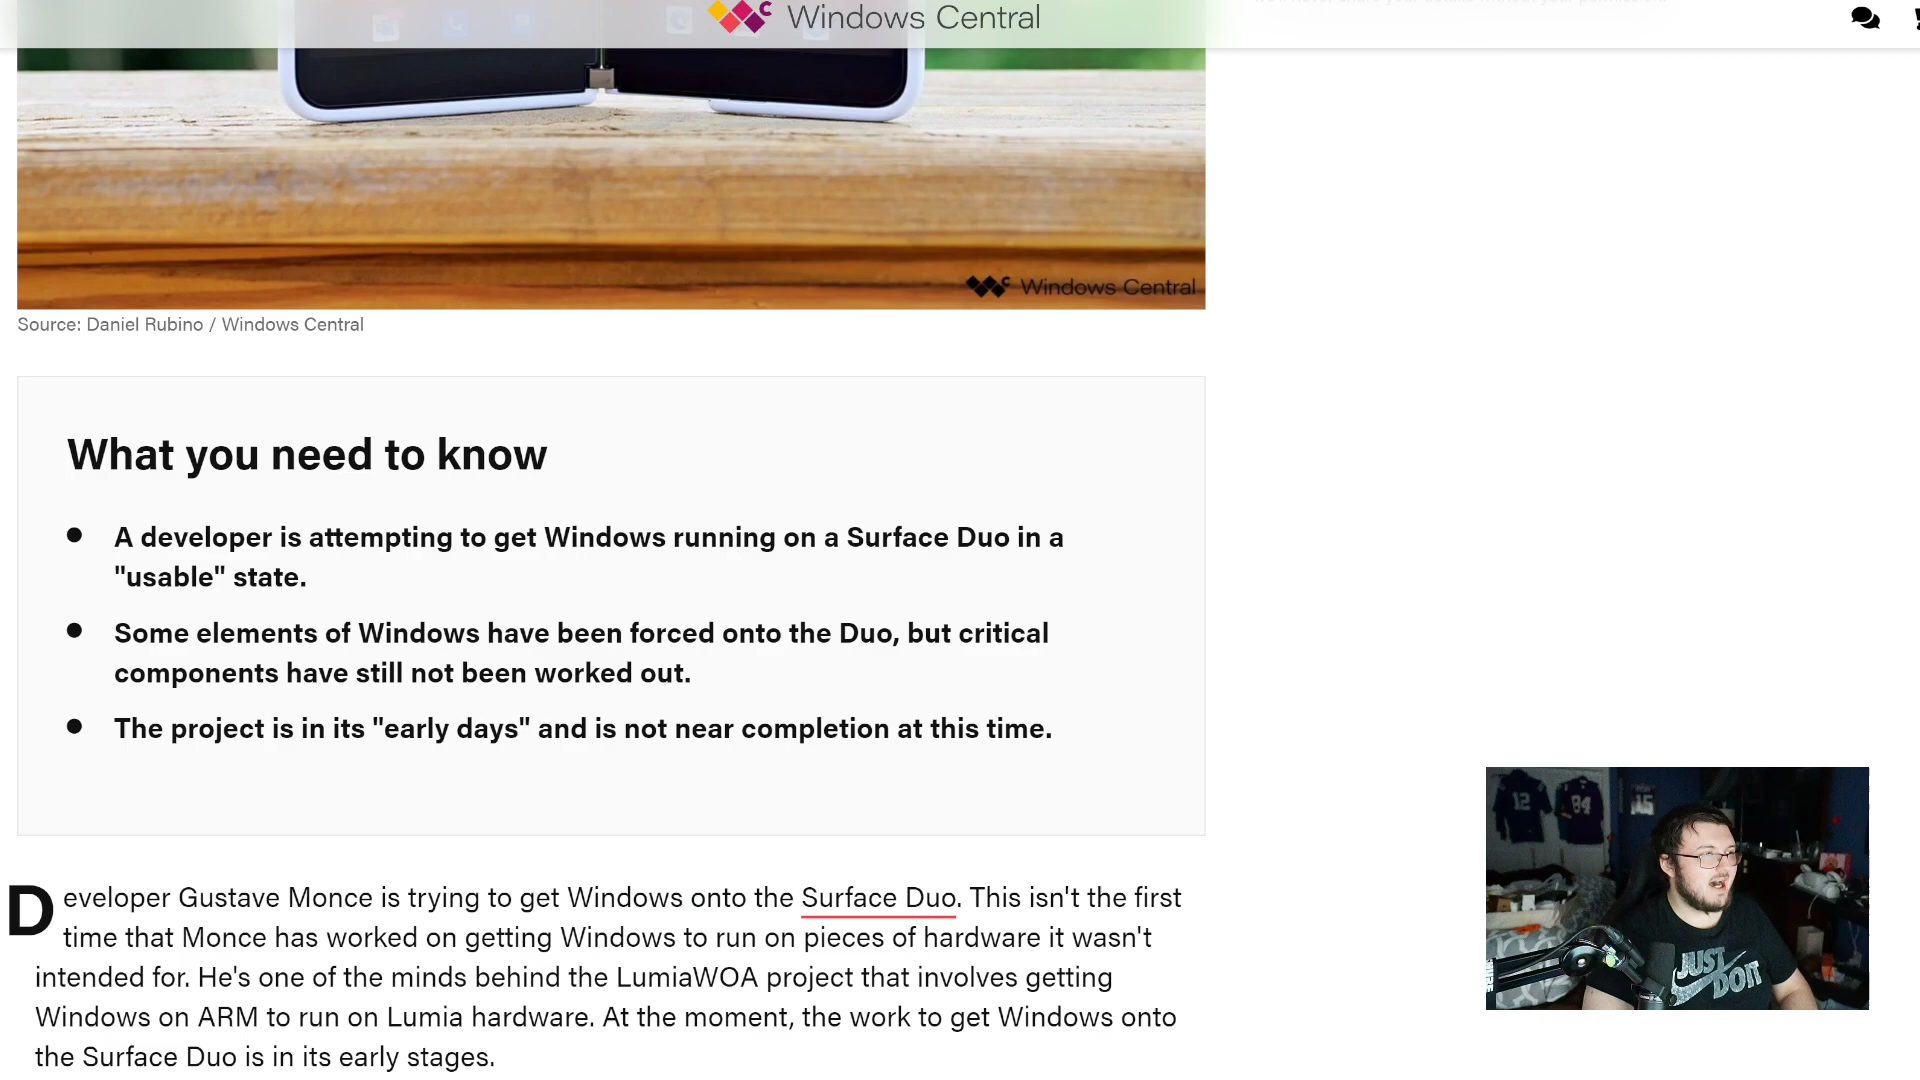 Windows Central
Windows Central
Source: Daniel Rubino / Windows Central
What you need to know
A developer is attempting to get Windows running on a Surface Duo in a
"usable" state.
Some elements of Windows have been forced onto the Duo, but critical
components have still not been worked out.
The project is in its "early days" and is not near completion at this time.
Developer Gustave Monce is trying to get Windows onto the Surface Duo. This isn't the first
time that Monce has worked on getting Windows to run on pieces of hardware it wasn't
intended for. He's one of the minds behind the LumiaWOA project that involves getting
Windows on ARM to run on Lumia hardware. At the moment, the work to get Windows onto
the Surface Duo is in its early stages.
12
84
15
JUST
DO IT